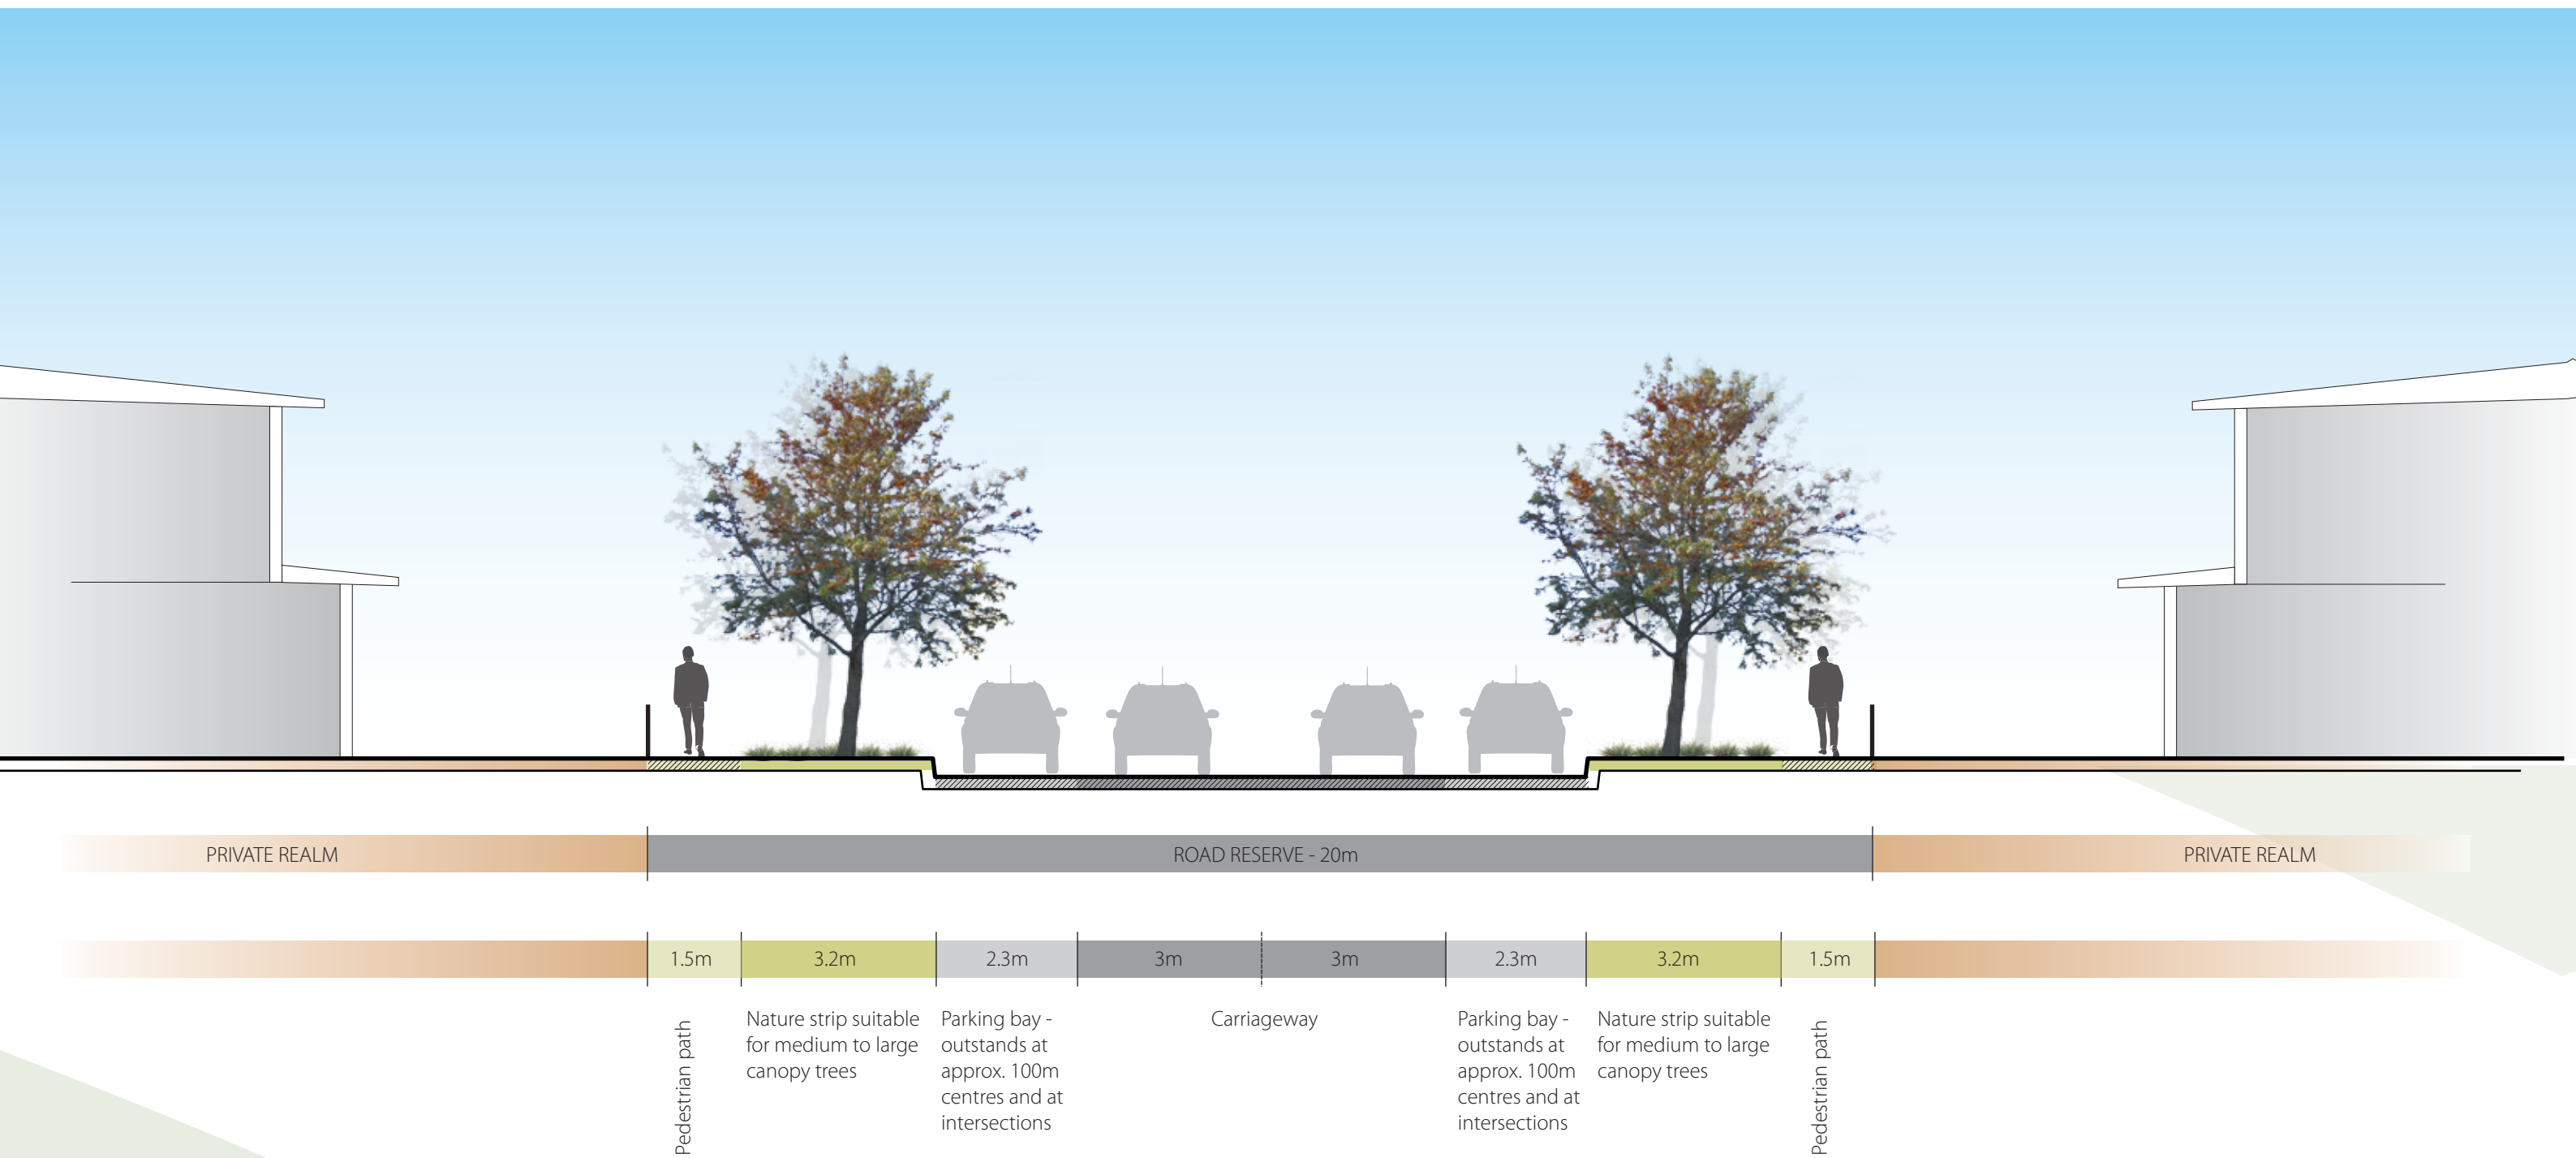 PRIVATE REALM
ROAD RESERVE - 20m
PRIVATE REALM
1.5m
3.2m
2.3m
3m
3m
2.3m
3.2m
1.5m
Pedestrian path
Nature strip suitable
for medium to large
canopy trees
Parking bay -
outstands at
approx. 100m
centres and at
intersections
Carriageway
Parking bay -
outstands at
approx. 100m
centres and at
intersections
Nature strip suitable
for medium to large
canopy trees
Pedestrian path